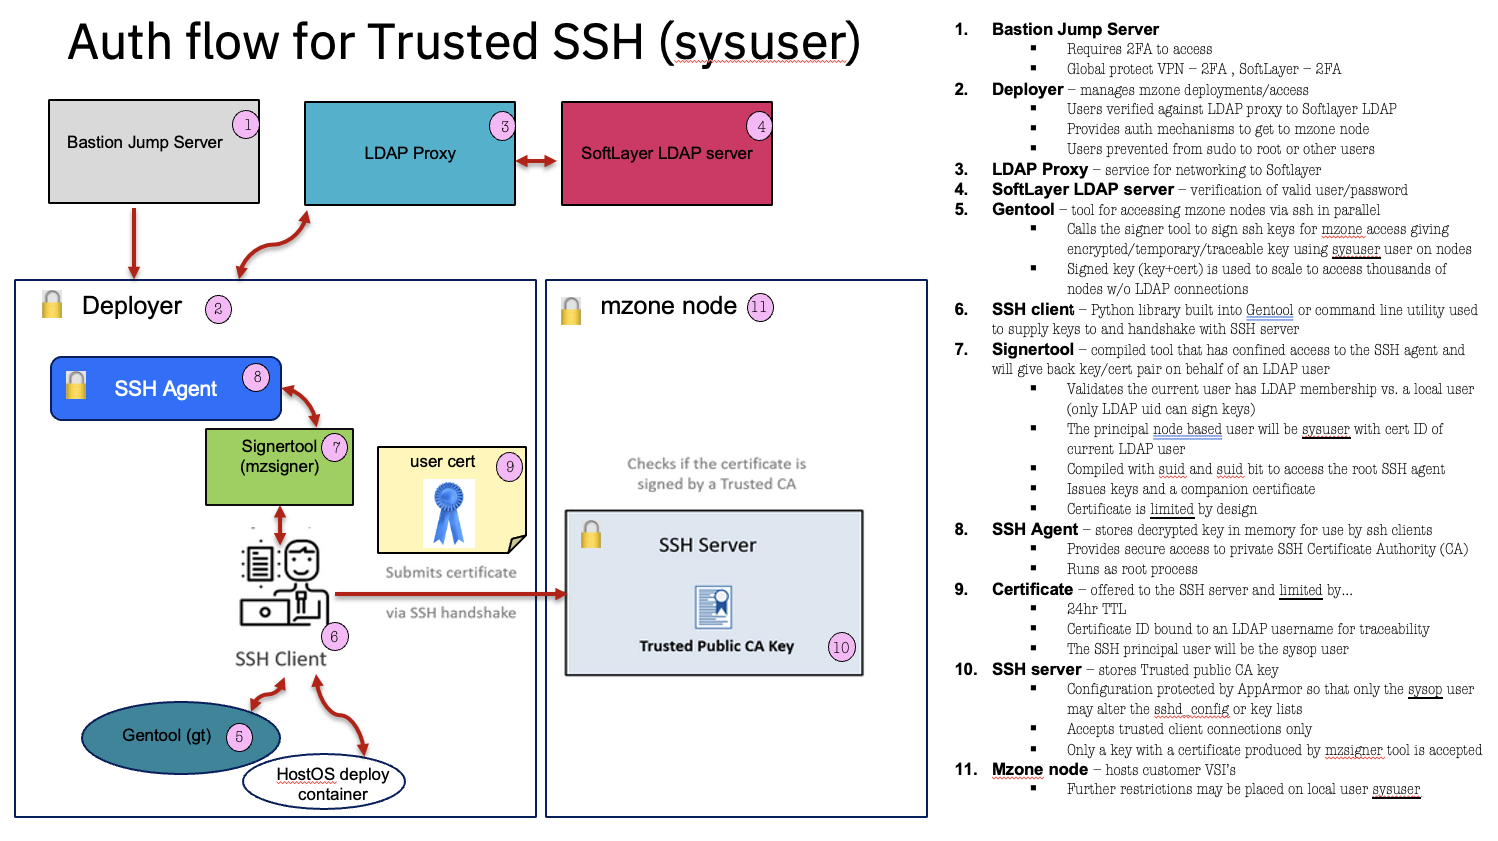 Auth flow for Trusted SSH (sysuser)
Bastion Jump Server
1
LDAP Proxy
3
SoftLayer LDAP server
4
Deployer
2
mzone node
11
SSH Agent
8
Signertool
(mzsigner)
7
user cert
9
Submits certificate
via SSH handshake
6
SSH Client
Gentool (gt)
5
HostOS deploy
container
Checks if the certificate is
signed by a Trusted CA
SSH Server
Trusted Public CA Key
10
1. Bastion Jump Server
▪ Requires 2FA to access
▪ Global protect VPN – 2FA , SoftLayer – 2FA
2. Deployer – manages mzone deployments/access
▪ Users verified against LDAP proxy to Softlayer LDAP
▪ Provides auth mechanisms to get to mzone node
▪ Users prevented from sudo to root or other users
3. LDAP Proxy – service for networking to Softlayer
4. SoftLayer LDAP server – verification of valid user/password
5. Gentool – tool for accessing mzone nodes via ssh in parallel
▪ Calls the signer tool to sign ssh keys for mzone access giving
encrypted/temporary/traceable key using sysuser user on nodes
▪ Signed key (key+cert) is used to scale to access thousands of
nodes w/o LDAP connections
6. SSH client – Python library built into Gentool or command line utility used
to supply keys to and handshake with SSH server
7. Signertool – compiled tool that has confined access to the SSH agent and
will give back key/cert pair on behalf of an LDAP user
▪ Validates the current user has LDAP membership vs. a local user
(only LDAP uid can sign keys)
▪ The principal node based user will be sysuser with cert ID of
current LDAP user
▪ Compiled with suid and suid bit to access the root SSH agent
▪ Issues keys and a companion certificate
▪ Certificate is limited by design
8. SSH Agent – stores decrypted key in memory for use by ssh clients
▪ Provides secure access to private SSH Certificate Authority (CA)
▪ Runs as root process
9. Certificate – offered to the SSH server and limited by...
▪ 24hr TTL
▪ Certificate ID bound to an LDAP username for traceability
▪ The SSH principal user will be the sysop user
10. SSH server – stores Trusted public CA key
▪ Configuration protected by AppArmor so that only the sysop user
may alter the sshd_config or key lists
▪ Accepts trusted client connections only
▪ Only a key with a certificate produced by mzsigner tool is accepted
11. Mzone node – hosts customer VSI's
▪ Further restrictions may be placed on local user sysuser